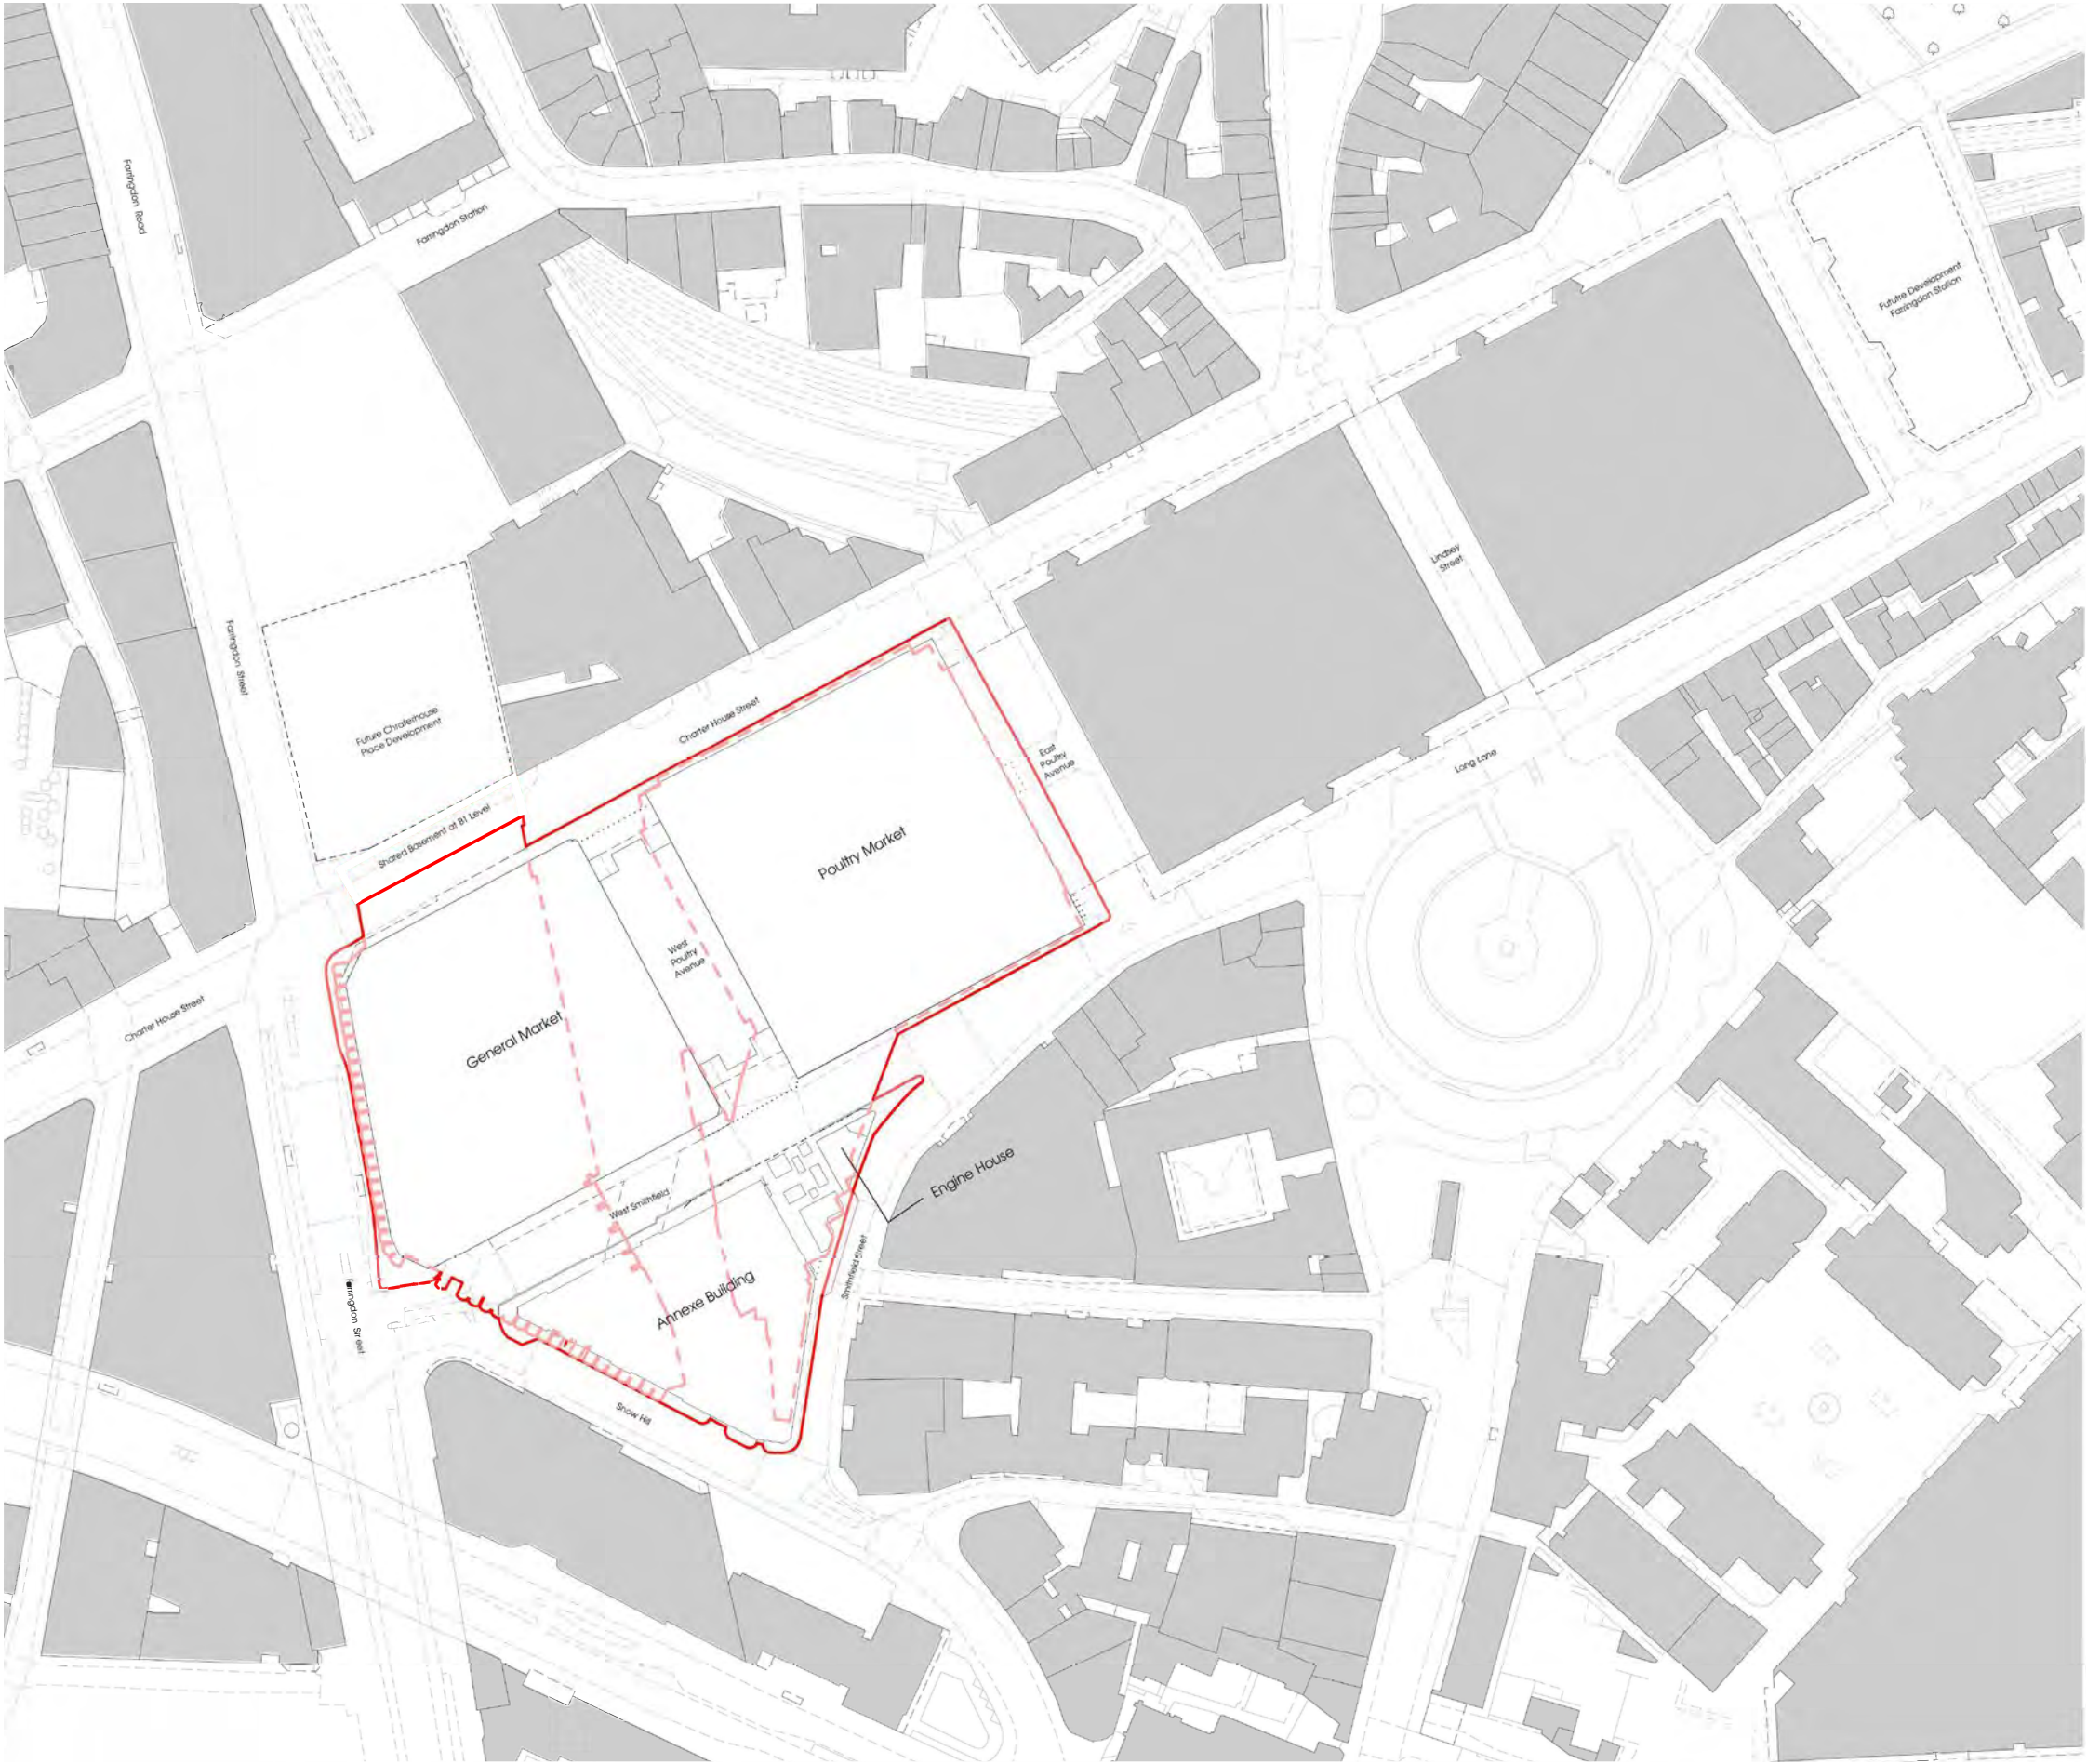 Farringdon Road
Farringdon Station
Fututre Development
Farringdon Station
Lindsey
Street
Farringdon Street
Future Chraterhouse
Place Development
Charter House Street
East
Poultry
Avenue
Long Lane
Shared Basement at B1 Level
Poultry Market
West
Poultry
Avenue
Charter House Street
General Market
Engine House
West Smithfield
Smithfield Street
Annexe Building
Farringdon Street
Snow Hill